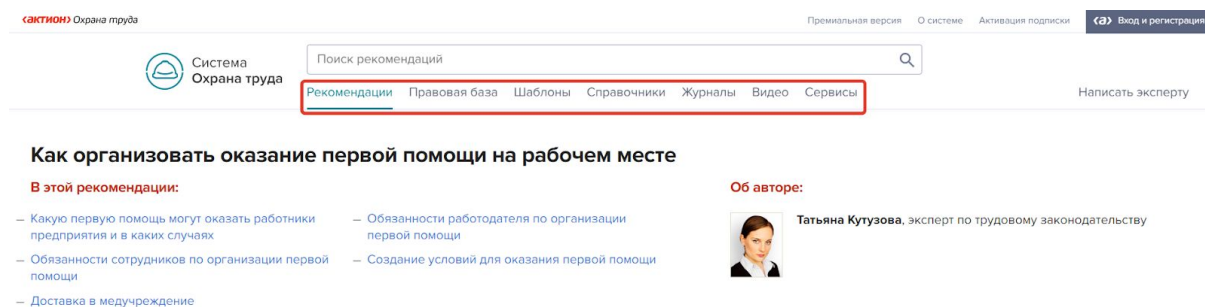 ‹актион› Охрана труда
Премиальная версия О системе Активация подписки ‹а› Вход и регистрация
Система
Охрана труда
Поиск рекомендаций
Рекомендации Правовая база Шаблоны Справочники Журналы Видео Сервисы
Написать эксперту
Как организовать оказание первой помощи на рабочем месте
В этой рекомендации:
— Какую первую помощь могут оказать работники
предприятия и в каких случаях
— Обязанности сотрудников по организации первой
помощи
— Доставка в медучреждение
— Обязанности работодателя по организации
первой помощи
— Создание условий для оказания первой помощи
Об авторе:
Татьяна Кутузова, эксперт по трудовому законодательству